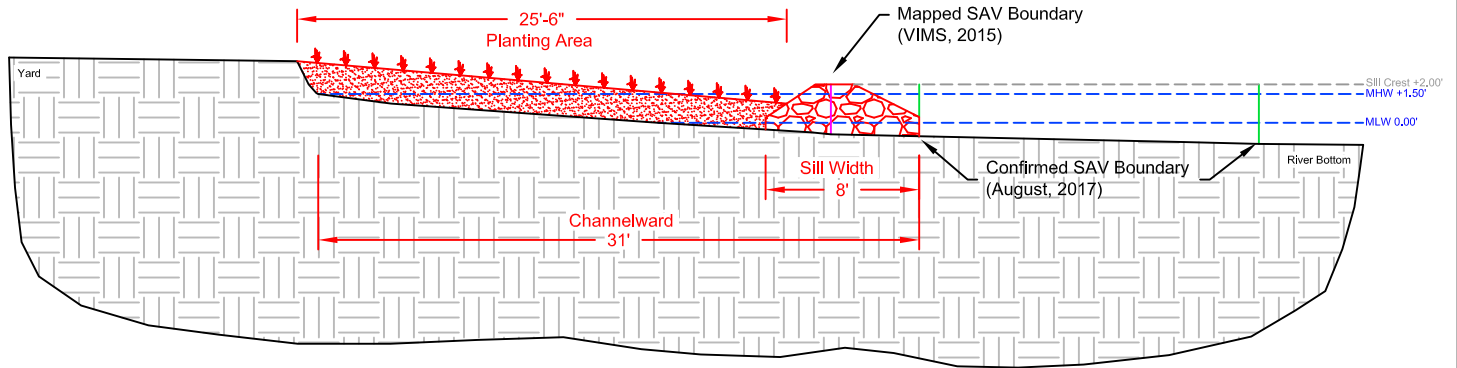 25'-6"
Planting Area
Mapped SAV Boundary
(VIMS, 2015)
Yard
Sill Crest +2.00'
MHW +1.50'
MLW 0.00'
River Bottom
Sill Width
8'
Confirmed SAV Boundary
(August, 2017)
Channelward
31'